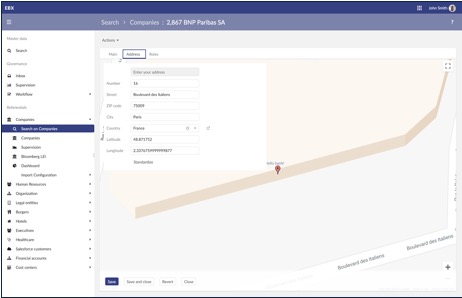 EBX
John Smith
Search › Companies : 2,867 BNP Paribas SA
?
Master data
Search
Governance
Inbox
Supervision
Workflow
Referentials
Companies
Search on Companies
Companies
Supervision
Bloomberg LEI
Dashboard
Import Configuration
Human Resources
Organization
Legal entities
Burgers
Hotels
Executives
Healthcare
Salesforce customers
Financial accounts
Cost centers
Actions
Main
Address
Roles
Enter your address
Number
16
Street
Boulevard des Italiens
ZIP code
75009
City
Paris
Country
France
Latitude
48.871752
Longitude
Standardize
Boulevard des Italiens
Boulevard des Italiens
Save
Save and close
Revert
Close